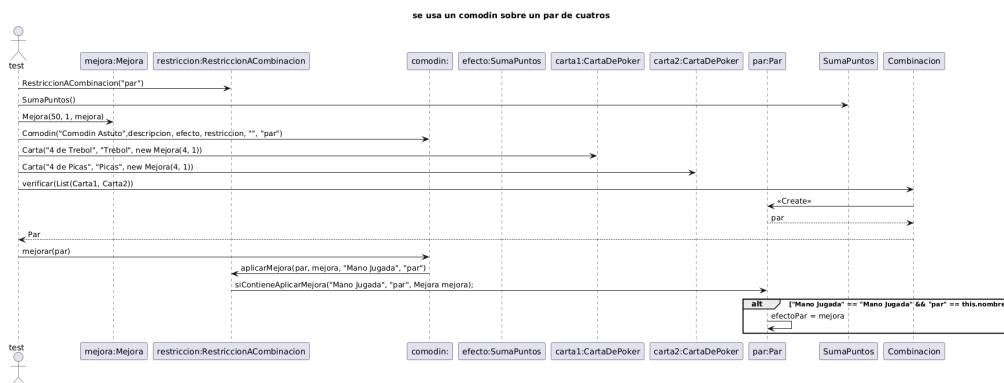 se usa un comodin sobre un par de cuatros
test
mejora:Mejora
restriccion:RestriccionACombinacion
comodin:
efecto:SumaPuntos
carta1:CartaDePoker
carta2:CartaDePoker
par:Par
SumaPuntos
Combinacion
RestriccionACombinacion("par")
SumaPuntos()
Mejora(50, 1, mejora)
Comodin("Comodin Astuto",descripcion, efecto, restriccion, "", "par")
Carta("4 de Trebol", "Trebol", new Mejora(4, 1))
Carta("4 de Picas", "Picas", new Mejora(4, 1))
verificar(List(Carta1, Carta2))
«Create»
par
Par
mejorar(par)
aplicarMejora(par, mejora, "Mano Jugada", "par")
siContieneAplicarMejora("Mano Jugada", "par", Mejora mejora);
alt
["Mano Jugada" == "Mano Jugada" && "par" == this.nombre
efectoPar = mejora
test
mejora:Mejora
restriccion:RestriccionACombinacion
comodin:
efecto:SumaPuntos
carta1:CartaDePoker
carta2:CartaDePoker
par:Par
SumaPuntos
Combinacion